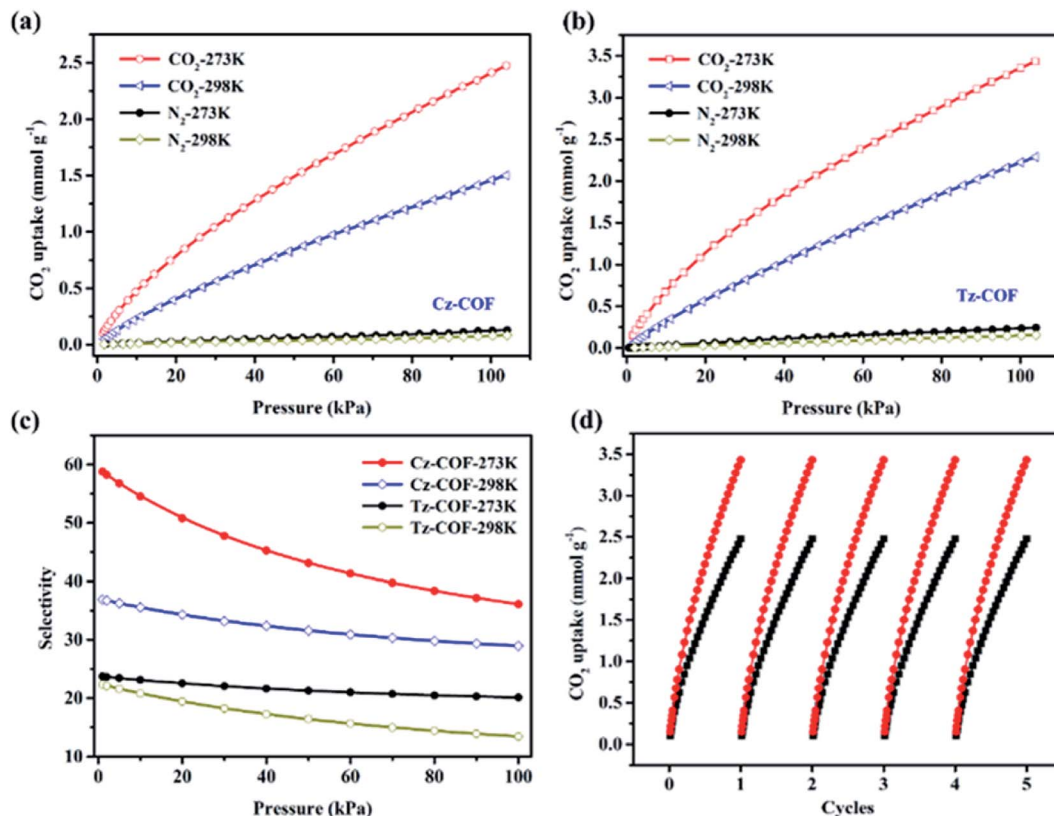 (a)
CO2-273K
CO2-298K
N2-273K
N2-298K
CO2 uptake (mmol g-1)
2.5
2.0
1.5
1.0
0.5
0.0
Cz-COF
0 20 40 60 80 100
Pressure (kPa)
(b)
CO2-273K
CO2-298K
N2-273K
N2-298K
CO2 uptake (mmol g-1)
3.5
3.0
2.5
2.0
1.5
1.0
0.5
0.0
Tz-COF
0 20 40 60 80 100
Pressure (kPa)
(c)
Cz-COF-273K
Cz-COF-298K
Tz-COF-273K
Tz-COF-298K
Selectivity
60
50
40
30
20
10
0 20 40 60 80 100
Pressure (kPa)
(d)
CO2 uptake (mmol g-1)
3.5
3.0
2.5
2.0
1.5
1.0
0.5
0.0
0 1 2 3 4 5
Cycles